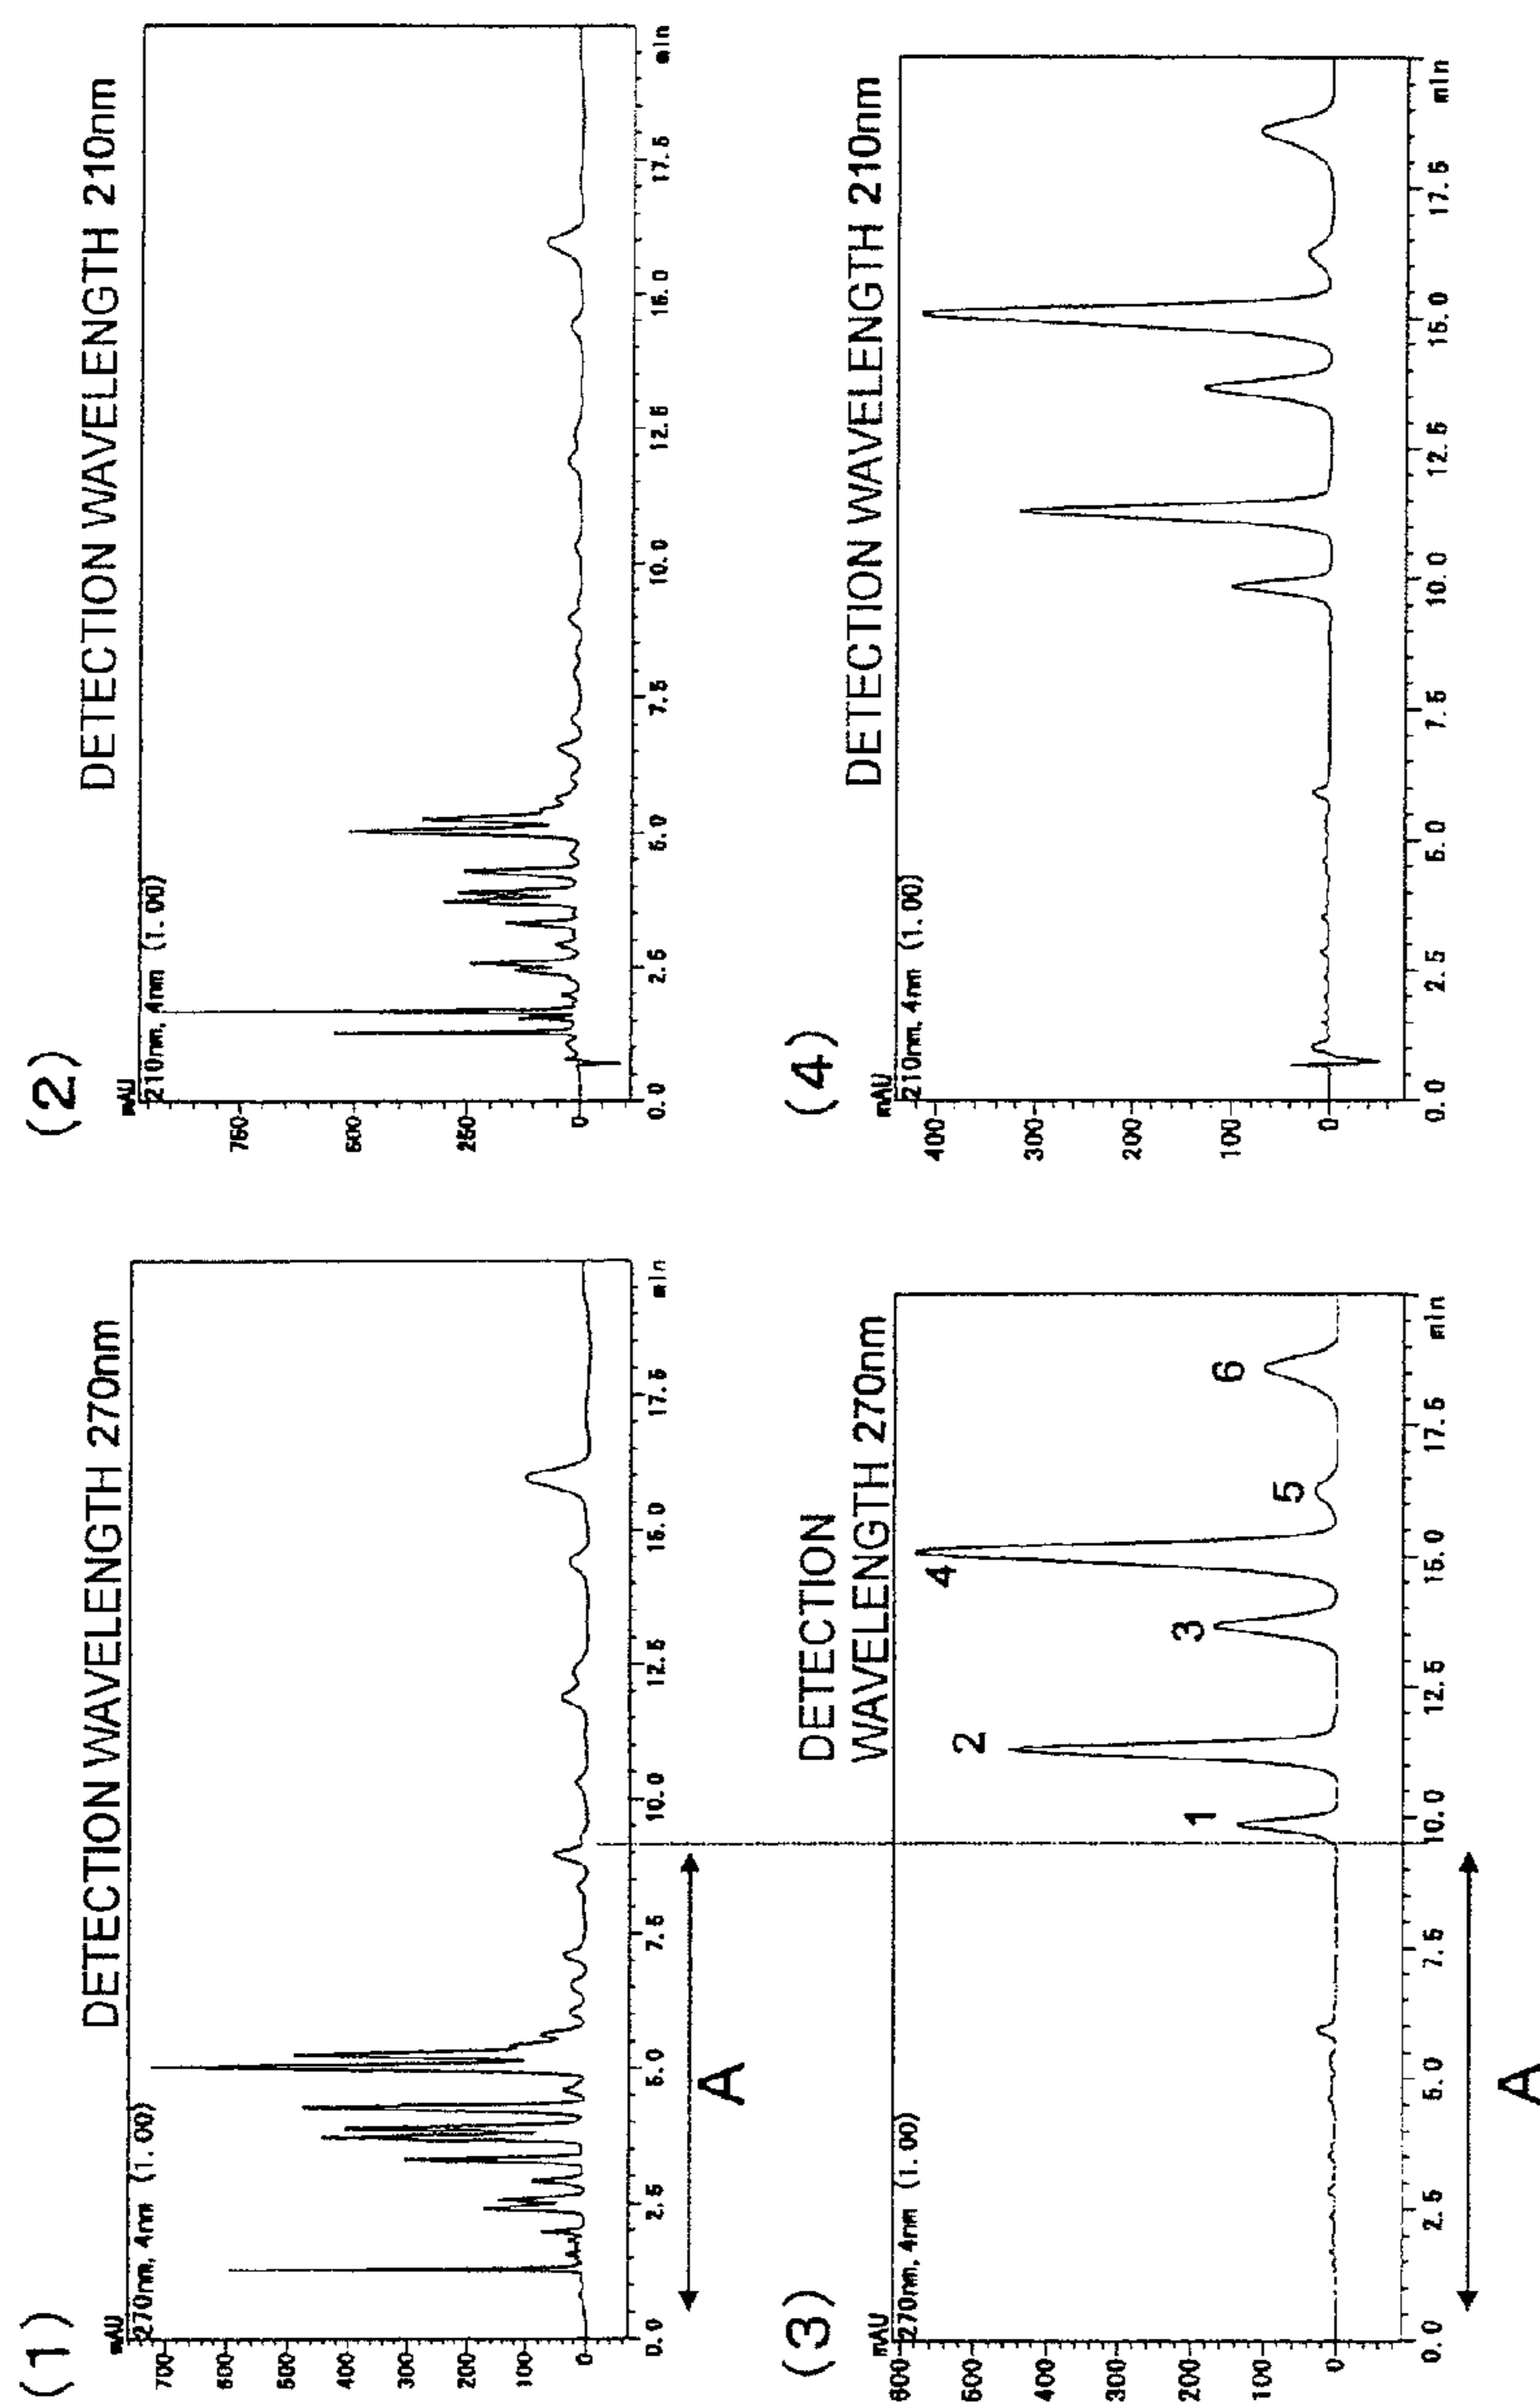 (1)
DETECTION WAVELENGTH 270nm
mAU
270nm, 4nm (1.00)
700
600
500
400
300
200
100
0
0.0 2.5 5.0 7.5 10.0 12.5 15.0 17.5 min
A
(2)
DETECTION WAVELENGTH 210nm
mAU
210nm, 4nm (1.00)
750
500
250
0
0.0 2.5 5.0 7.5 10.0 12.5 15.0 17.5 min
(3)
DETECTION
WAVELENGTH 270nm
mAU
270nm, 4nm (1.00)
600
500
400
300
200
100
0
1 2 3 4 5 6
0.0 2.5 5.0 7.5 10.0 12.5 15.0 17.5 min
A
(4)
DETECTION WAVELENGTH 210nm
mAU
210nm, 4nm (1.00)
400
300
200
100
0
0.0 2.5 5.0 7.5 10.0 12.5 15.0 17.5 min